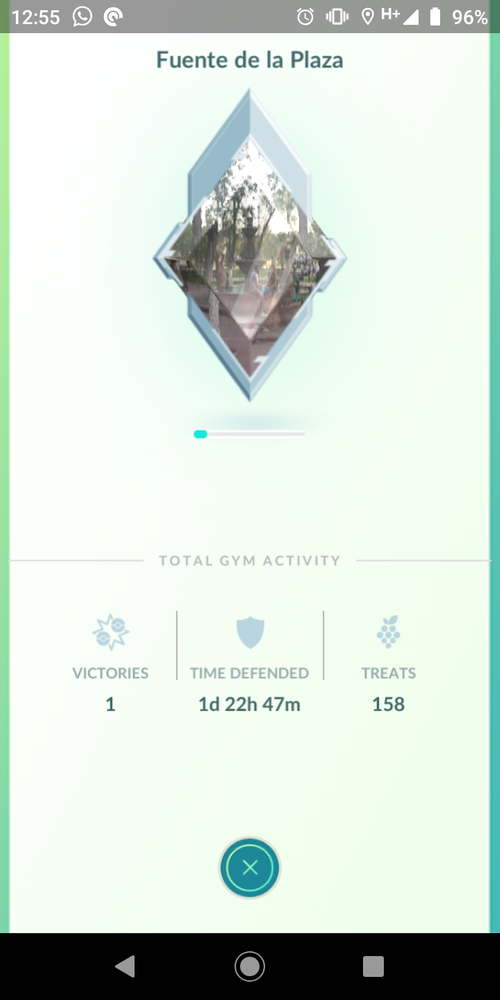 12:55 H+ 96%
Fuente de la Plaza
TOTAL GYM ACTIVITY
VICTORIES TIME DEFENDED TREATS
1 1d 22h 47m 158